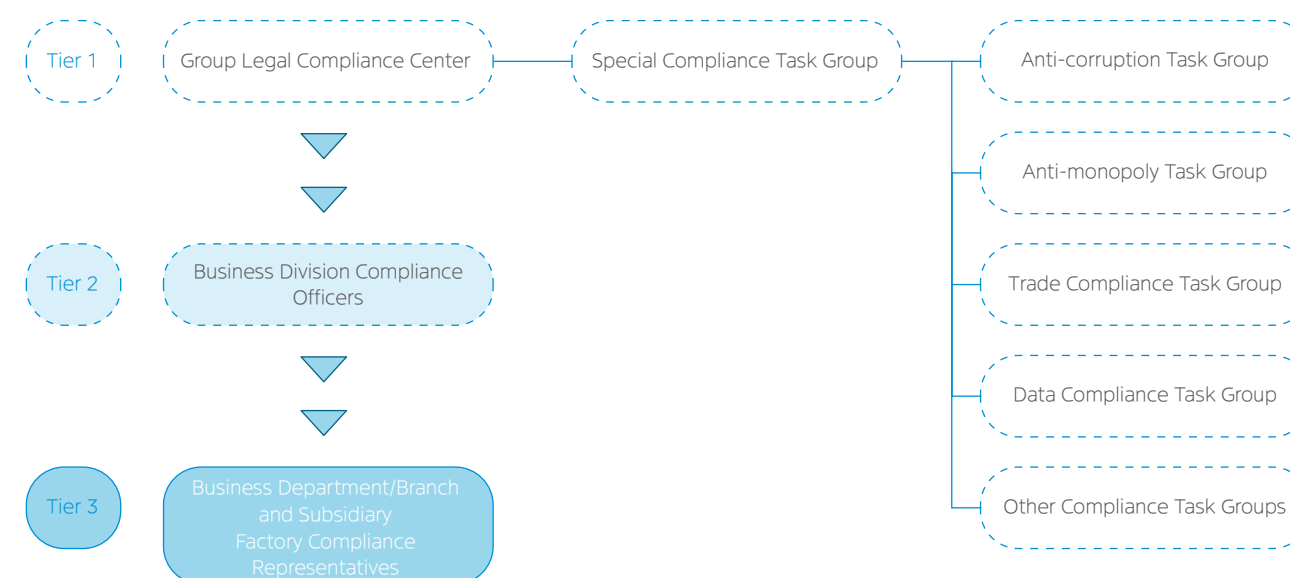 Tier 1
Group Legal Compliance Center
Special Compliance Task Group
Anti-corruption Task Group
Anti-monopoly Task Group
Tier 2
Business Division Compliance
Officers
Trade Compliance Task Group
Data Compliance Task Group
Tier 3
Business Department/Branch
and Subsidiary
Factory Compliance
Representatives
Other Compliance Task Groups